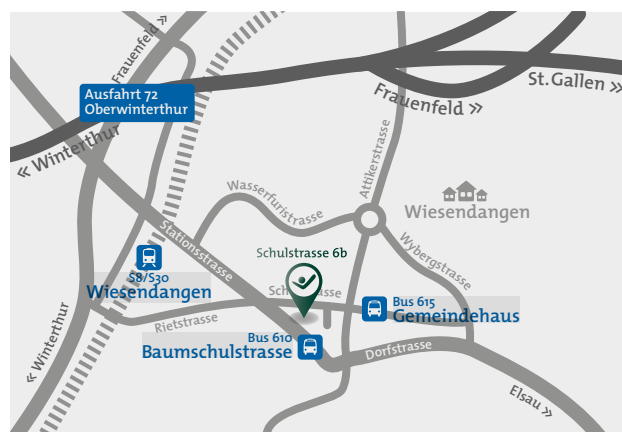 Frauenfeld >>
Ausfahrt 72
Oberwinterthur
St.Gallen >>
Frauenfeld >>
<< Winterthur
Attikerstrasse
Wasserfuristrasse
Wiesendangen
Stationsstrasse
Wybergstrasse
Schulstrasse 6b
S8/S30
Wiesendangen
Bus 615
Gemeindehaus
Rietstrasse
Bus 610
Baumschulstrasse
Dorfstrasse
<< Winterthur
Elsau >>